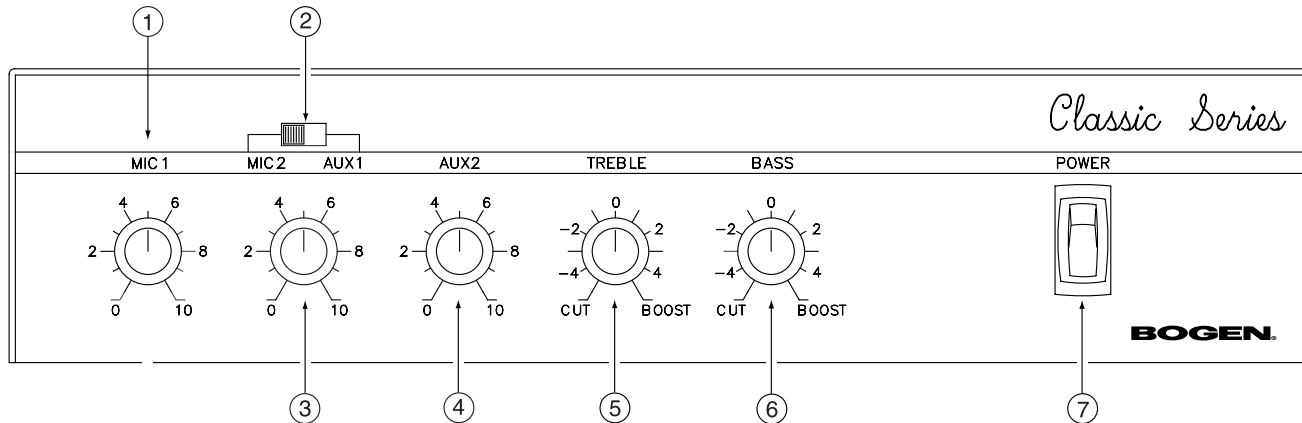 1 2
Classic Series
MIC 1 MIC 2 AUX1 AUX2 TREBLE BASS POWER
4 6 4 6 4 6 0 0
-2 2 -2 2
2 8 2 8 2 8
-4 4 -4 4
0 10 0 10 0 10 CUT BOOST CUT BOOST
BOGEN®
3 4 5 6 7